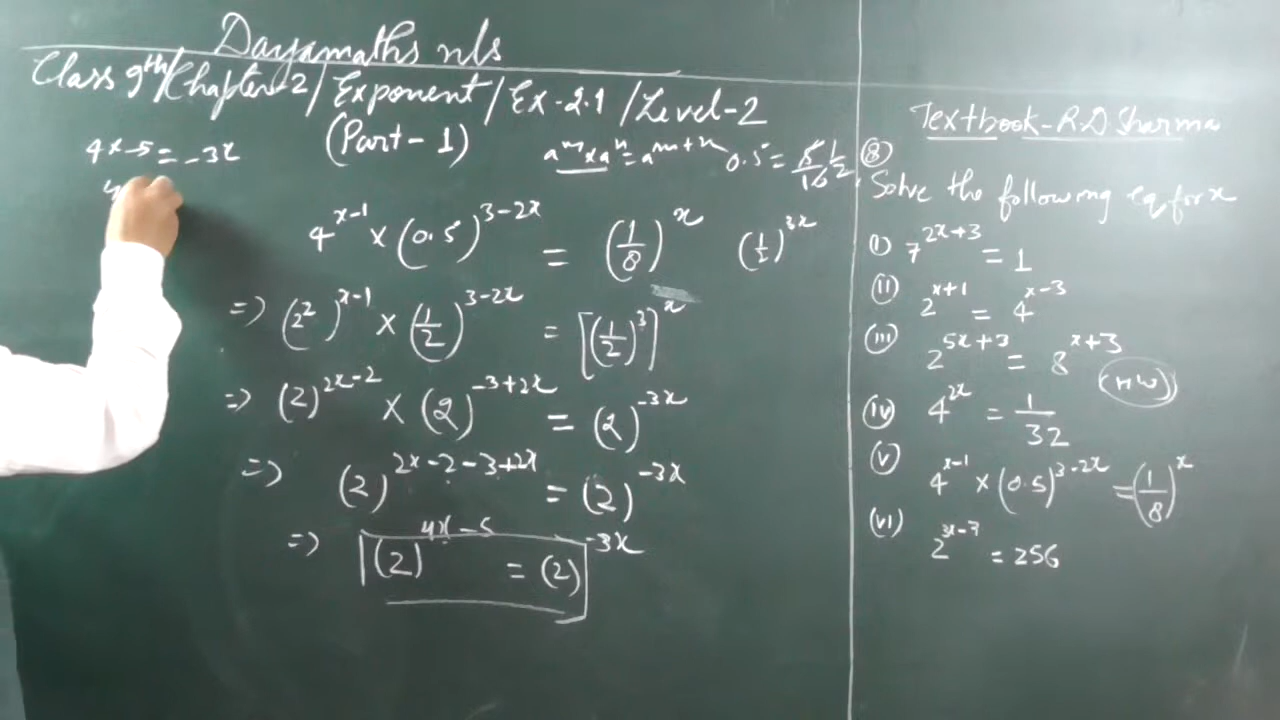 Dayamaths nls
Class 9th/Chapter-2/Exponent/Ex-2.1/Level-2
(Part-1)
4x-5=-3x
4
a^m × a^n = a^(m+n) 0.5 = 5/10 1/2
4^(x-1) × (0.5)^(3-2x) = (1/8)^x (1/2)^(3x)
=> (2^2)^(x-1) × (1/2)^(3-2x) = [(1/2)^3]^x
=> (2)^(2x-2) × (2)^(-3+2x) = (2)^(-3x)
=> (2)^(2x-2-3+2x) = (2)^(-3x)
=> (2)^(4x-5) = (2)^(-3x)
Textbook-R.D Sharma
(8) Solve the following eq for x
(i) 7^(2x+3) = 1
(ii) 2^(x+1) = 4^(x-3)
(iii) 2^(5x+3) = 8^(x+3)
(HW)
(iv) 4^(2x) = 1/32
(v) 4^(x-1) × (0.5)^(3-2x) = (1/8)^x
(vi) 2^(3x-7) = 256